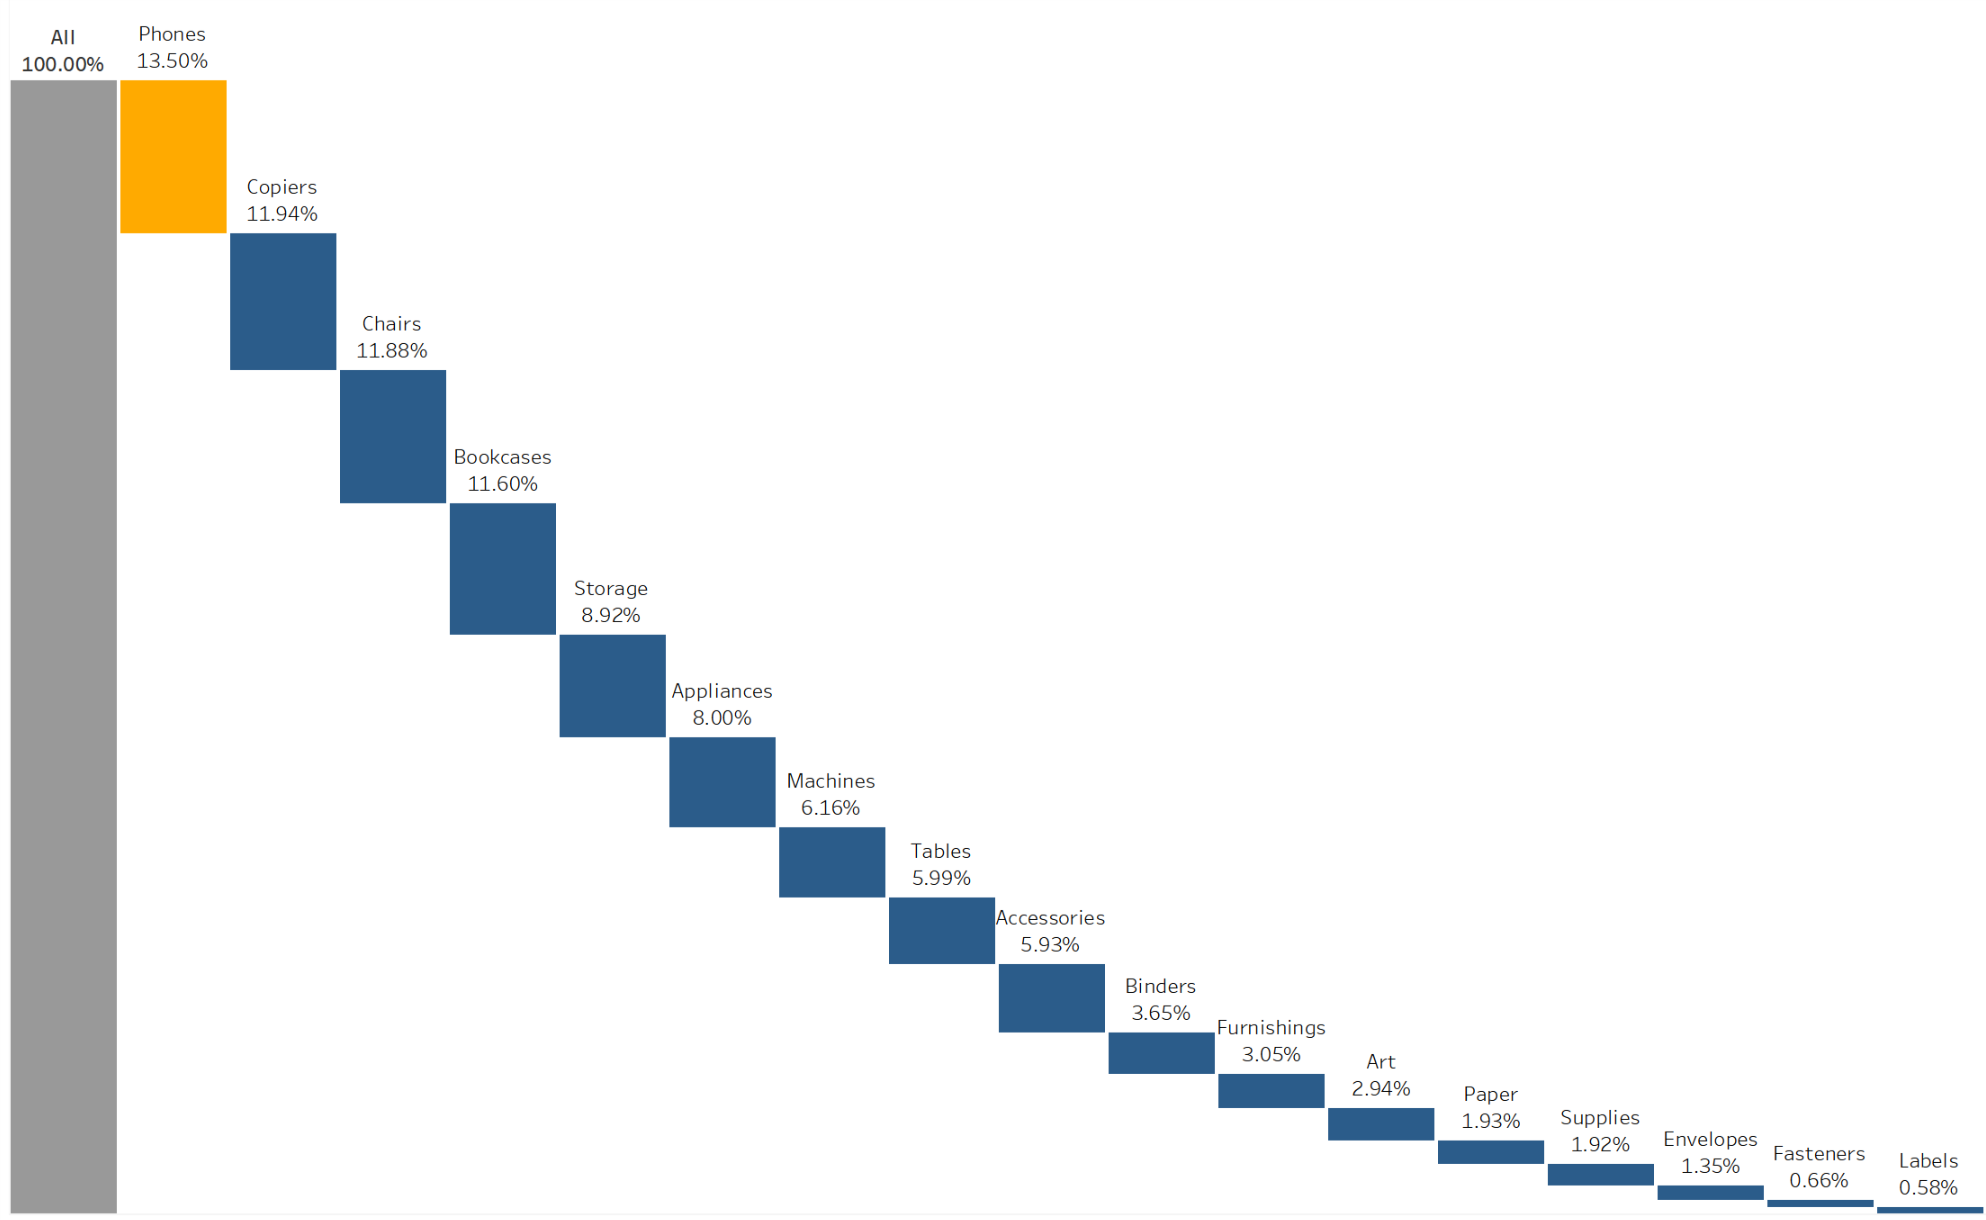 All
100.00%
Phones
13.50%
Copiers
11.94%
Chairs
11.88%
Bookcases
11.60%
Storage
8.92%
Appliances
8.00%
Machines
6.16%
Tables
5.99%
Accessories
5.93%
Binders
3.65%
Furnishings
3.05%
Art
2.94%
Paper
1.93%
Supplies
1.92%
Envelopes
1.35%
Fasteners
0.66%
Labels
0.58%